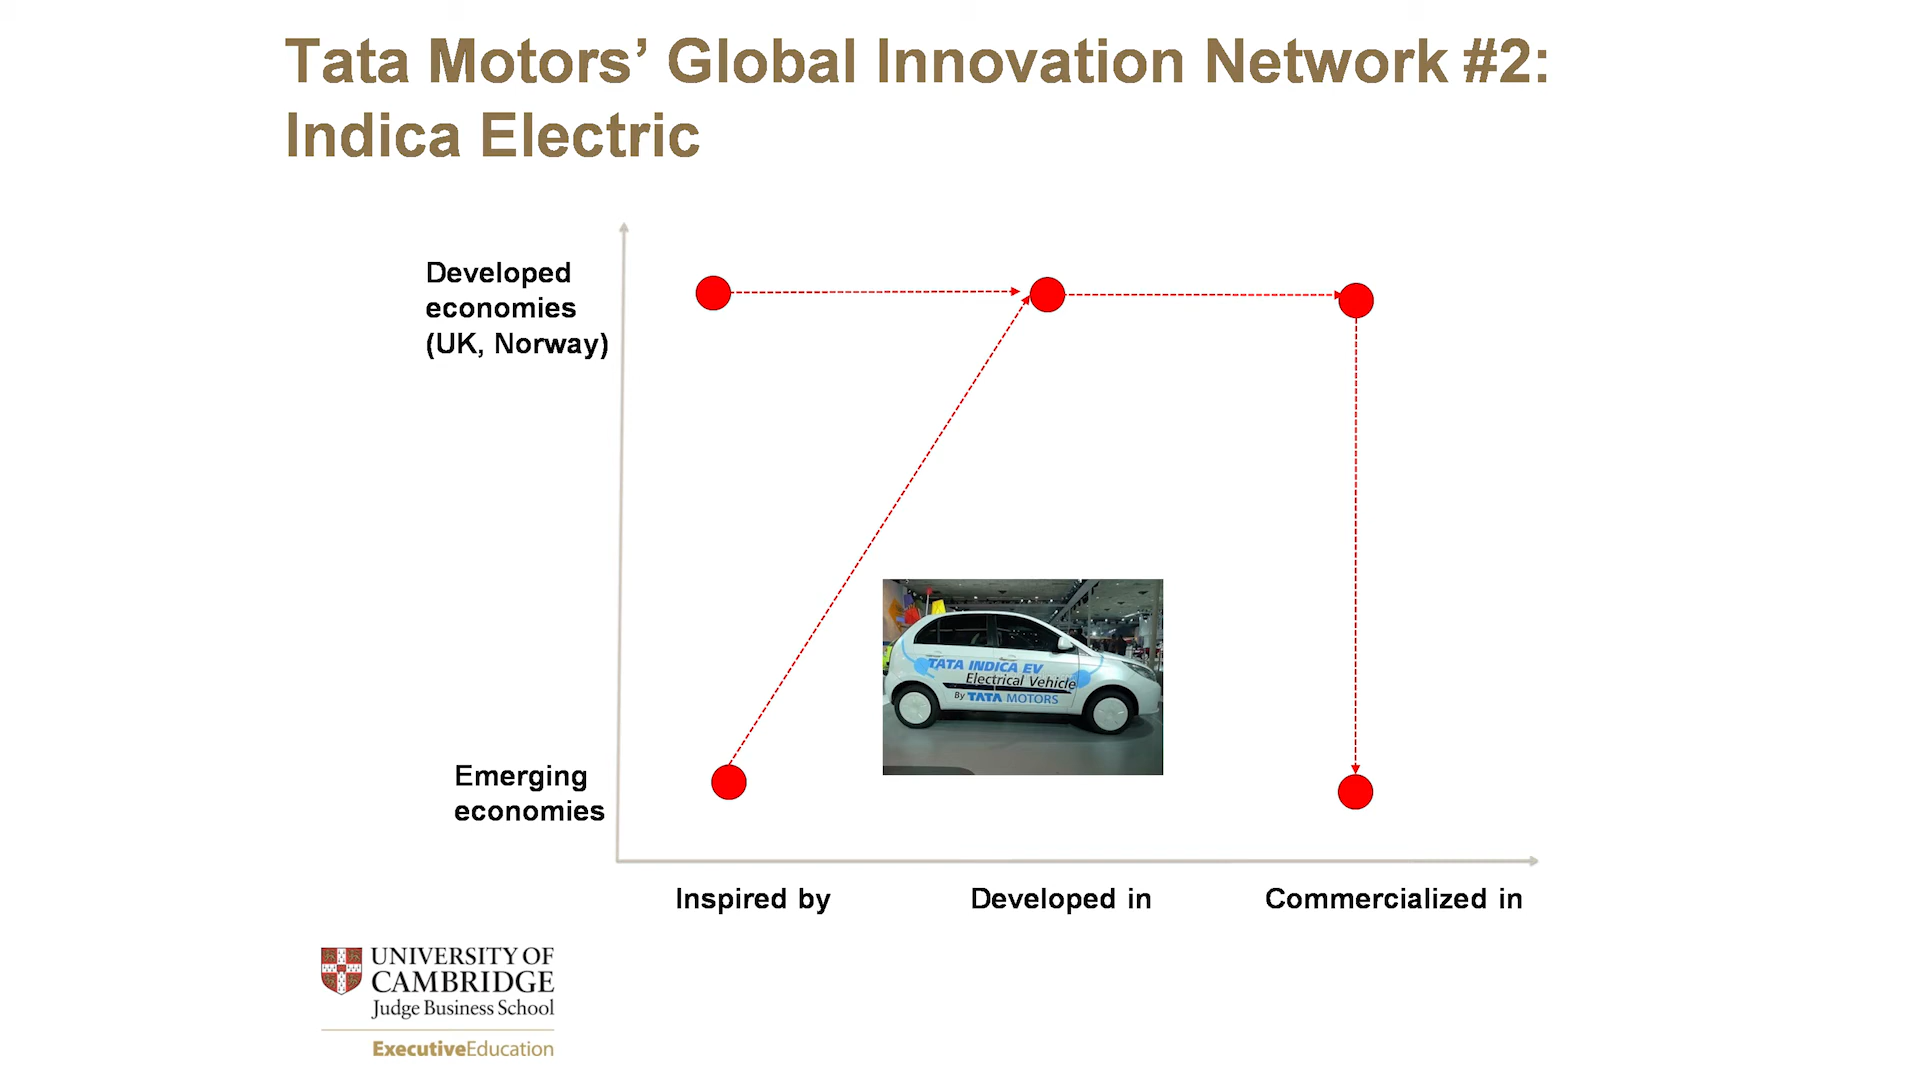 Tata Motors’ Global Innovation Network #2:
Indica Electric
Developed
economies
(UK, Norway)
TATA INDICA EV
Electrical Vehicle
By TATA MOTORS
Emerging
economies
Inspired by
Developed in
Commercialized in
UNIVERSITY OF
CAMBRIDGE
Judge Business School
ExecutiveEducation